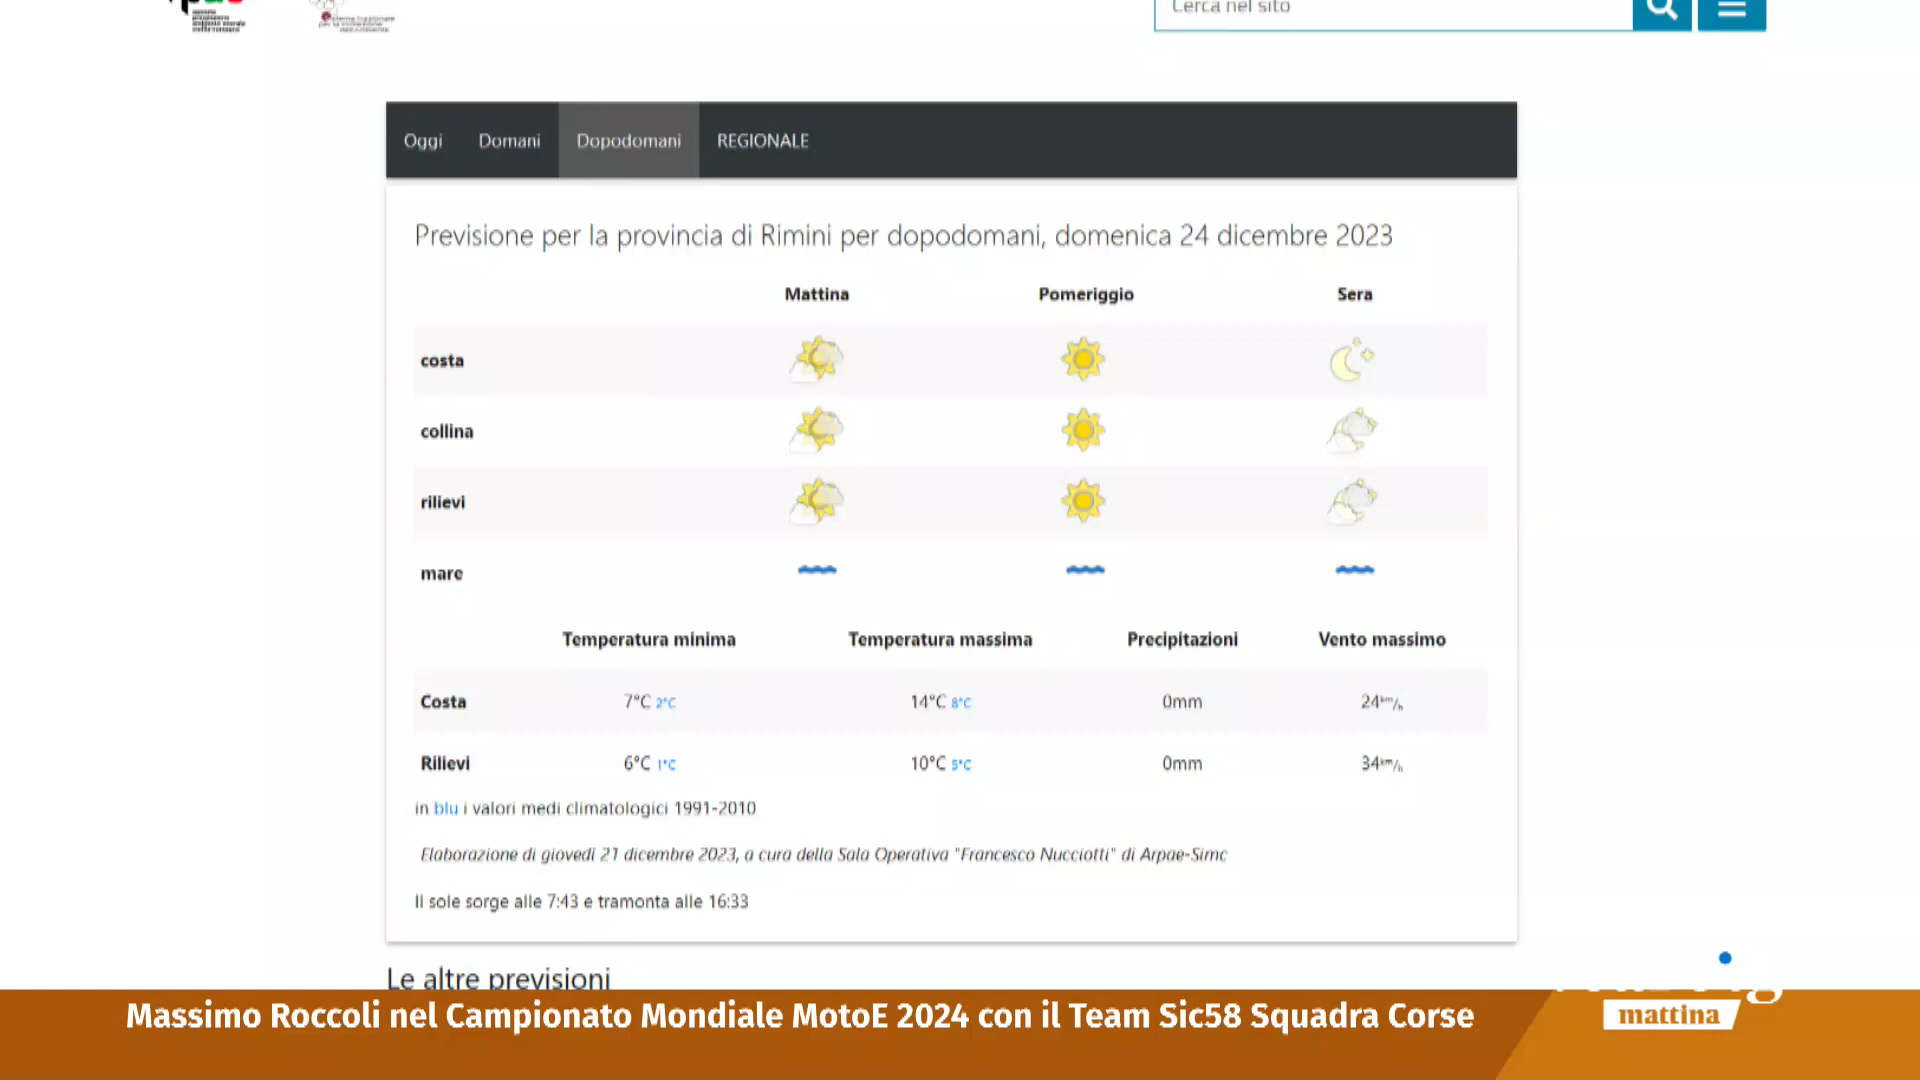 Cerca nel sito
Oggi Domani Dopodomani REGIONALE
Previsione per la provincia di Rimini per dopodomani, domenica 24 dicembre 2023
Mattina Pomeriggio Sera
costa
collina
rilievi
mare
Temperatura minima Temperatura massima Precipitazioni Vento massimo
Costa 7°C 2°C 14°C 8°C 0mm 24km/h
Rilievi 6°C 1°C 10°C 5°C 0mm 34km/h
in blu i valori medi climatologici 1991-2010
Elaborazione di giovedì 21 dicembre 2023, a cura della Sala Operativa "Francesco Nucciotti" di Arpae-Simc
Il sole sorge alle 7:43 e tramonta alle 16:33
Le altre previsioni
Massimo Roccoli nel Campionato Mondiale MotoE 2024 con il Team Sic58 Squadra Corse
mattina